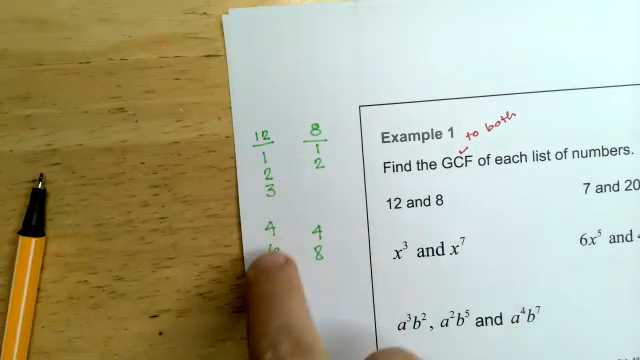 12 8
1 1
2 2
3
4 4
6 8
Example 1 to both
Find the GCF of each list of numbers.
12 and 8 7 and 20
x³ and x⁷ 6x⁵ and
a³b², a²b⁵ and a⁴b⁷